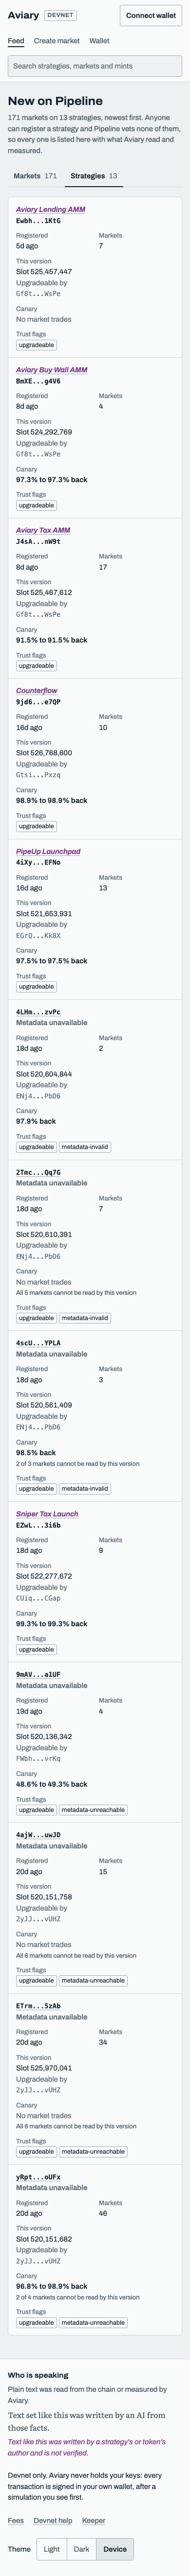 Aviary DEVNET Connect wallet
Feed Create market Wallet
Search strategies, markets and mints
New on Pipeline
171 markets on 13 strategies, newest first. Anyone
can register a strategy and Pipeline vets none of them,
so every one is listed here with what Aviary read and
measured.
Markets 171 Strategies 13
Aviary Lending AMM
Ewbh...1KtG
Registered Markets
5d ago 7
This version
Slot 525,457,447
Upgradeable by
Gf8t...WsPe
Canary
No market trades
Trust flags
upgradeable
Aviary Buy Wall AMM
BmXE...g4V6
Registered Markets
8d ago 4
This version
Slot 524,292,769
Upgradeable by
Gf8t...WsPe
Canary
97.3% to 97.3% back
Trust flags
upgradeable
Aviary Tax AMM
J4sA...nW9t
Registered Markets
8d ago 17
This version
Slot 525,467,612
Upgradeable by
Gf8t...WsPe
Canary
91.5% to 91.5% back
Trust flags
upgradeable
Counterflow
9jd6...e7QP
Registered Markets
16d ago 10
This version
Slot 526,768,600
Upgradeable by
Gtsi...Pxzq
Canary
98.9% to 98.9% back
Trust flags
upgradeable
PipeUp Launchpad
4iXy...EFNo
Registered Markets
16d ago 13
This version
Slot 521,653,931
Upgradeable by
EGrQ...Kk8X
Canary
97.5% to 97.5% back
Trust flags
upgradeable
4LHm...zvPc
Metadata unavailable
Registered Markets
18d ago 2
This version
Slot 520,604,844
Upgradeable by
ENj4...PbD6
Canary
97.9% back
Trust flags
upgradeable metadata-invalid
2Tmc...Qq7G
Metadata unavailable
Registered Markets
18d ago 7
This version
Slot 520,610,391
Upgradeable by
ENj4...PbD6
Canary
No market trades
All 5 markets cannot be read by this version
Trust flags
upgradeable metadata-invalid
4scU...YPLA
Metadata unavailable
Registered Markets
18d ago 3
This version
Slot 520,561,409
Upgradeable by
ENj4...PbD6
Canary
98.5% back
2 of 3 markets cannot be read by this version
Trust flags
upgradeable metadata-invalid
Sniper Tax Launch
EZwL...3i6b
Registered Markets
18d ago 9
This version
Slot 522,277,672
Upgradeable by
CUiq...CGap
Canary
99.3% to 99.3% back
Trust flags
upgradeable
9mAV...a1UF
Metadata unavailable
Registered Markets
19d ago 4
This version
Slot 520,136,342
Upgradeable by
FWbh...vrKq
Canary
48.6% to 49.3% back
Trust flags
upgradeable metadata-unreachable
4ajW...uwJD
Metadata unavailable
Registered Markets
20d ago 15
This version
Slot 520,151,758
Upgradeable by
2yJJ...vUHZ
Canary
No market trades
All 6 markets cannot be read by this version
Trust flags
upgradeable metadata-unreachable
ETrm...5zAb
Metadata unavailable
Registered Markets
20d ago 34
This version
Slot 525,970,041
Upgradeable by
2yJJ...vUHZ
Canary
No market trades
All 6 markets cannot be read by this version
Trust flags
upgradeable metadata-unreachable
yRpt...oUFx
Metadata unavailable
Registered Markets
20d ago 46
This version
Slot 520,151,682
Upgradeable by
2yJJ...vUHZ
Canary
96.8% to 98.9% back
2 of 4 markets cannot be read by this version
Trust flags
upgradeable metadata-unreachable
Who is speaking
Plain text was read from the chain or measured by
Aviary.
Text set like this was written by an AI from
those facts.
Text like this was written by a strategy's or token's
author and is not verified.
Devnet only. Aviary never holds your keys: every
transaction is signed in your own wallet, after a
simulation you see first.
Fees Devnet help Keeper
Theme Light Dark Device